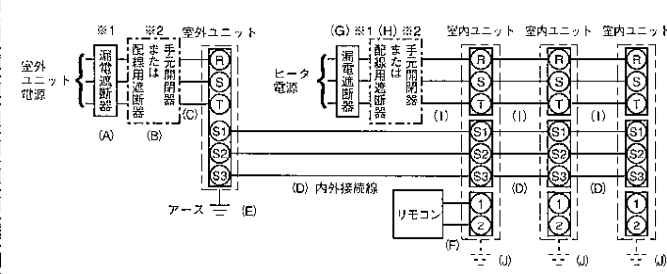 ※1
※2
室外ユニット
(G) ※1 (H) ※2
室内ユニット
室内ユニット
室内ユニット
室外
ユニット
電源
漏電遮断器
手元開閉器
または
配線用遮断器
(A)
(B)
(C)
R
S
T
S1
S2
S3
アース
(E)
ヒータ
電源
漏電遮断器
手元開閉器
または
配線用遮断器
(I)
(I)
(I)
R
S
T
S1
S2
S3
1
2
R
S
T
S1
S2
S3
1
2
R
S
T
S1
S2
S3
1
2
(D) 内外接続線
(D)
(D)
リモコン
(F)
(J)
(J)
(J)